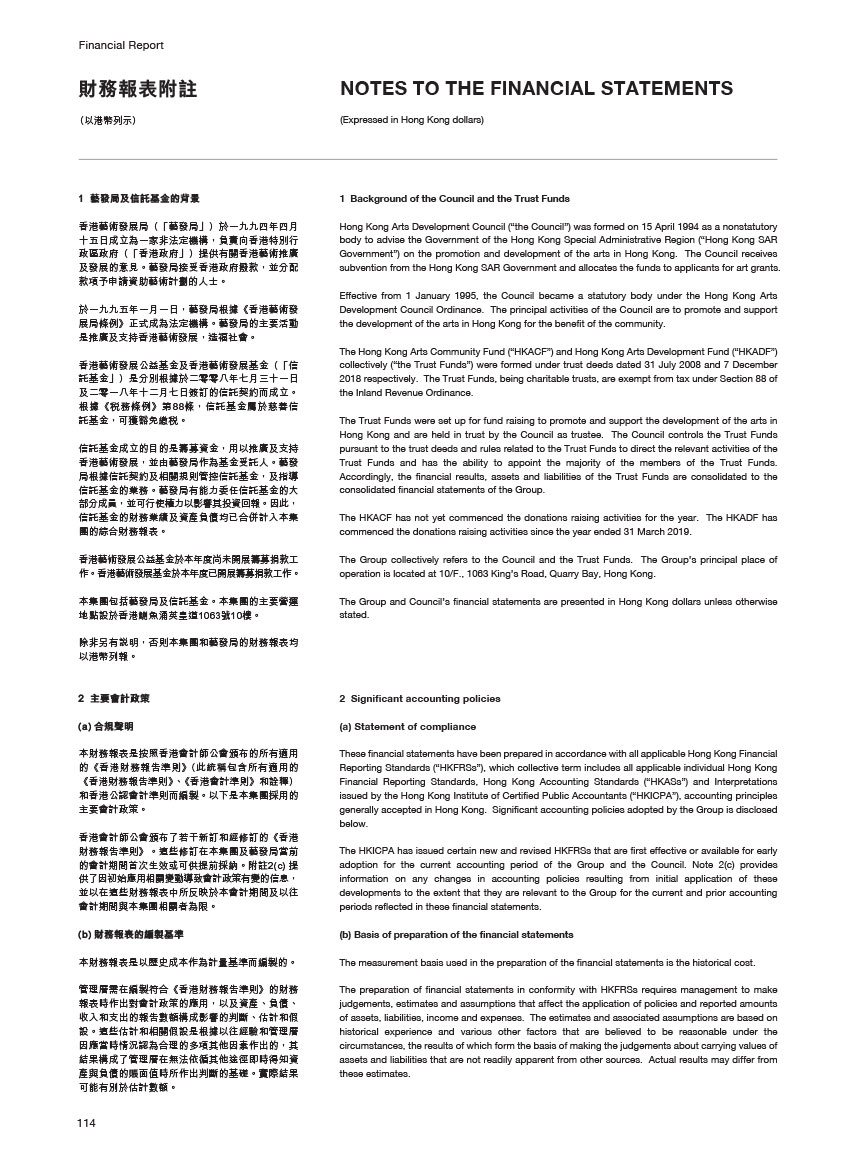 Financial Report
財務報表附註
（以港幣列示）
NOTES TO THE FINANCIAL STATEMENTS
(Expressed in Hong Kong dollars)
1 藝發局及信託基金的背景
香港藝術發展局（「藝發局」）於一九九四年四月
十五日成立為一家非法定機構，負責向香港特別行
政區政府（「香港政府」）提供有關香港藝術推廣
及發展的意見。藝發局接受香港政府撥款，並分配
款項予申請資助藝術計劃的人士。
於一九九五年一月一日，藝發局根據《香港藝術發
展局條例》正式成為法定機構。藝發局的主要活動
是推廣及支持香港藝術發展，造福社會。
香港藝術發展公益基金及香港藝術發展基金（「信
託基金」）是分別根據於二零零八年七月三十一日
及二零一八年十二月七日簽訂的信託契約而成立。
根據《稅務條例》第88條，信託基金屬於慈善信
託基金，可獲豁免繳稅。
信託基金成立的目的是籌募資金，用以推廣及支持
香港藝術發展，並由藝發局作為基金受託人。藝發
局根據信託契約及相關規則管控信託基金，及指導
信託基金的業務。藝發局有能力委任信託基金的大
部分成員，並可行使權力以影響其投資回報。因此，
信託基金的財務業績及資產負債均已合併計入本集
團的綜合財務報表。
香港藝術發展公益基金於本年度尚未開展籌募捐款工
作。香港藝術發展基金於本年度已開展籌募捐款工作。
本集團包括藝發局及信託基金。本集團的主要營運
地點設於香港鰂魚涌英皇道1063號10樓。
除非另有說明，否則本集團和藝發局的財務報表均
以港幣列報。
1 Background of the Council and the Trust Funds
Hong Kong Arts Development Council (“the Council”) was formed on 15 April 1994 as a nonstatutory
body to advise the Government of the Hong Kong Special Administrative Region (“Hong Kong SAR
Government”) on the promotion and development of the arts in Hong Kong. The Council receives
subvention from the Hong Kong SAR Government and allocates the funds to applicants for art grants.
Effective from 1 January 1995, the Council became a statutory body under the Hong Kong Arts
Development Council Ordinance. The principal activities of the Council are to promote and support
the development of the arts in Hong Kong for the benefit of the community.
The Hong Kong Arts Community Fund (“HKACF”) and Hong Kong Arts Development Fund (“HKADF”)
collectively (“the Trust Funds”) were formed under trust deeds dated 31 July 2008 and 7 December
2018 respectively. The Trust Funds, being charitable trusts, are exempt from tax under Section 88 of
the Inland Revenue Ordinance.
The Trust Funds were set up for fund raising to promote and support the development of the arts in
Hong Kong and are held in trust by the Council as trustee. The Council controls the Trust Funds
pursuant to the trust deeds and rules related to the Trust Funds to direct the relevant activities of the
Trust Funds and has the ability to appoint the majority of the members of the Trust Funds.
Accordingly, the financial results, assets and liabilities of the Trust Funds are consolidated to the
consolidated financial statements of the Group.
The HKACF has not yet commenced the donations raising activities for the year. The HKADF has
commenced the donations raising activities since the year ended 31 March 2019.
The Group collectively refers to the Council and the Trust Funds. The Group's principal place of
operation is located at 10/F., 1063 King's Road, Quarry Bay, Hong Kong.
The Group and Council's financial statements are presented in Hong Kong dollars unless otherwise
stated.
2 主要會計政策
(a) 合規聲明
本財務報表是按照香港會計師公會頒布的所有適用
的《香港財務報告準則》（此統稱包含所有適用的
《香港財務報告準則》、《香港會計準則》和詮釋）
和香港公認會計準則而編製。以下是本集團採用的
主要會計政策。
香港會計師公會頒布了若干新訂和經修訂的《香港
財務報告準則》。這些修訂在本集團及藝發局當前
的會計期間首次生效或可供提前採納。附註2(c) 提
供了因初始應用相關變動導致會計政策有變的信息，
並以在這些財務報表中所反映於本會計期間及以往
會計期間與本集團相關者為限。
(b) 財務報表的編製基準
本財務報表是以歷史成本作為計量基準而編製的。
管理層需在編製符合《香港財務報告準則》的財務
報表時作出對會計政策的應用，以及資產、負債、
收入和支出的報告數額構成影響的判斷、估計和假
設。這些估計和相關假設是根據以往經驗和管理層
因應當時情況認為合理的多項其他因素作出的，其
結果構成了管理層在無法依循其他途徑即時得知資
產與負債的賬面值時所作出判斷的基礎。實際結果
可能有別於估計數額。
2 Significant accounting policies
(a) Statement of compliance
These financial statements have been prepared in accordance with all applicable Hong Kong Financial
Reporting Standards (“HKFRSs”), which collective term includes all applicable individual Hong Kong
Financial Reporting Standards, Hong Kong Accounting Standards (“HKASs”) and Interpretations
issued by the Hong Kong Institute of Certified Public Accountants (“HKICPA”), accounting principles
generally accepted in Hong Kong. Significant accounting policies adopted by the Group is disclosed
below.
The HKICPA has issued certain new and revised HKFRSs that are first effective or available for early
adoption for the current accounting period of the Group and the Council. Note 2(c) provides
information on any changes in accounting policies resulting from initial application of these
developments to the extent that they are relevant to the Group for the current and prior accounting
periods reflected in these financial statements.
(b) Basis of preparation of the financial statements
The measurement basis used in the preparation of the financial statements is the historical cost.
The preparation of financial statements in conformity with HKFRSs requires management to make
judgements, estimates and assumptions that affect the application of policies and reported amounts
of assets, liabilities, income and expenses. The estimates and associated assumptions are based on
historical experience and various other factors that are believed to be reasonable under the
circumstances, the results of which form the basis of making the judgements about carrying values of
assets and liabilities that are not readily apparent from other sources. Actual results may differ from
these estimates.
114